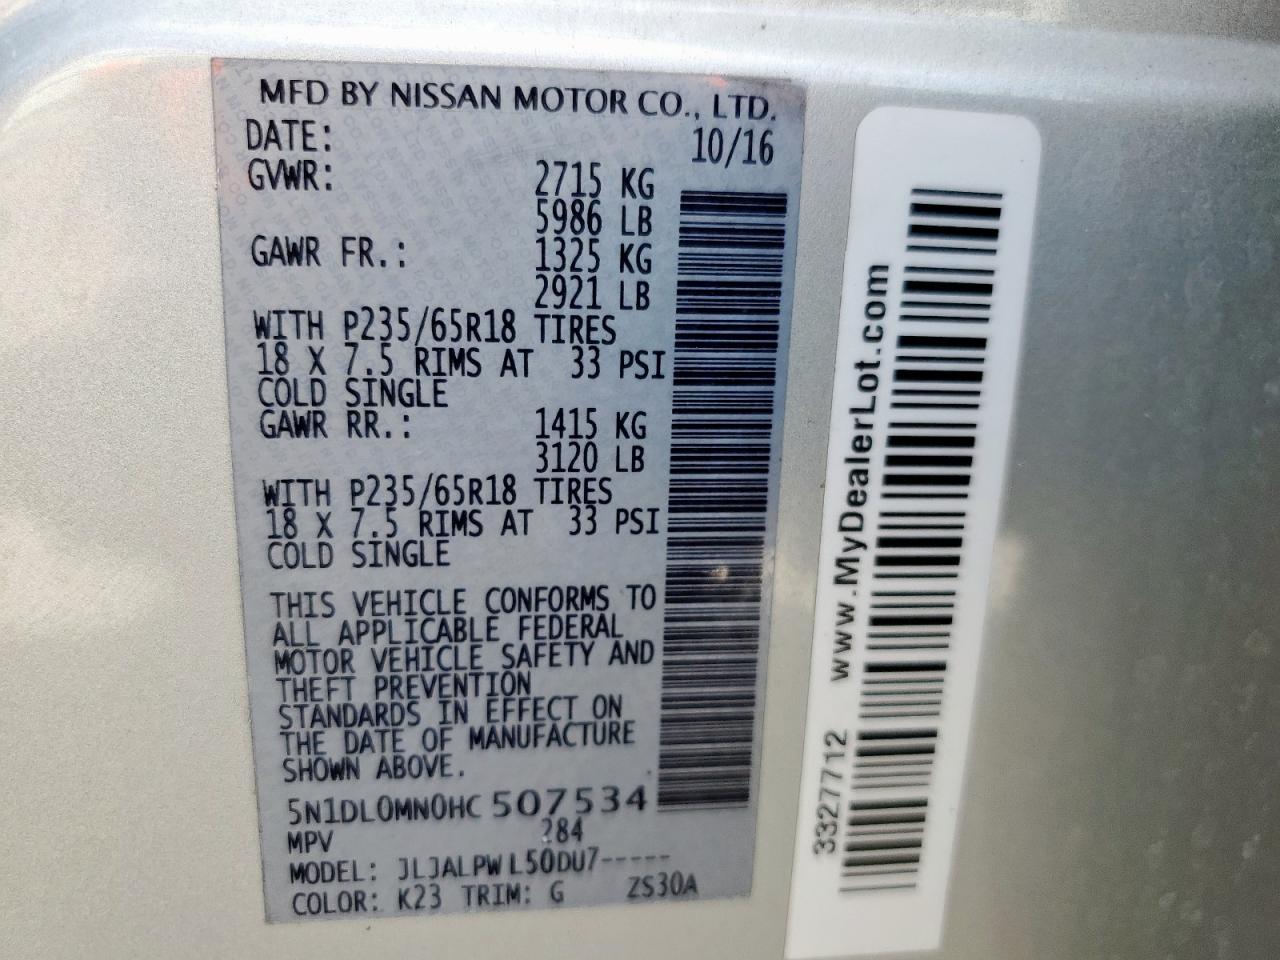 MFD BY NISSAN MOTOR CO., LTD.
DATE: 10/16
GVWR: 2715 KG
5986 LB
GAWR FR.: 1325 KG
2921 LB
WITH P235/65R18 TIRES
18 X 7.5 RIMS AT 33 PSI
COLD SINGLE
GAWR RR.: 1415 KG
3120 LB
WITH P235/65R18 TIRES
18 X 7.5 RIMS AT 33 PSI
COLD SINGLE
THIS VEHICLE CONFORMS TO
ALL APPLICABLE FEDERAL
MOTOR VEHICLE SAFETY AND
THEFT PREVENTION
STANDARDS IN EFFECT ON
THE DATE OF MANUFACTURE
SHOWN ABOVE.
5N1DL0MN0HC 507534
MPV 284
MODEL: JLJALPWL50DU7-----
COLOR: K23 TRIM: G ZS30A
3327712 www.MyDealerLot.com